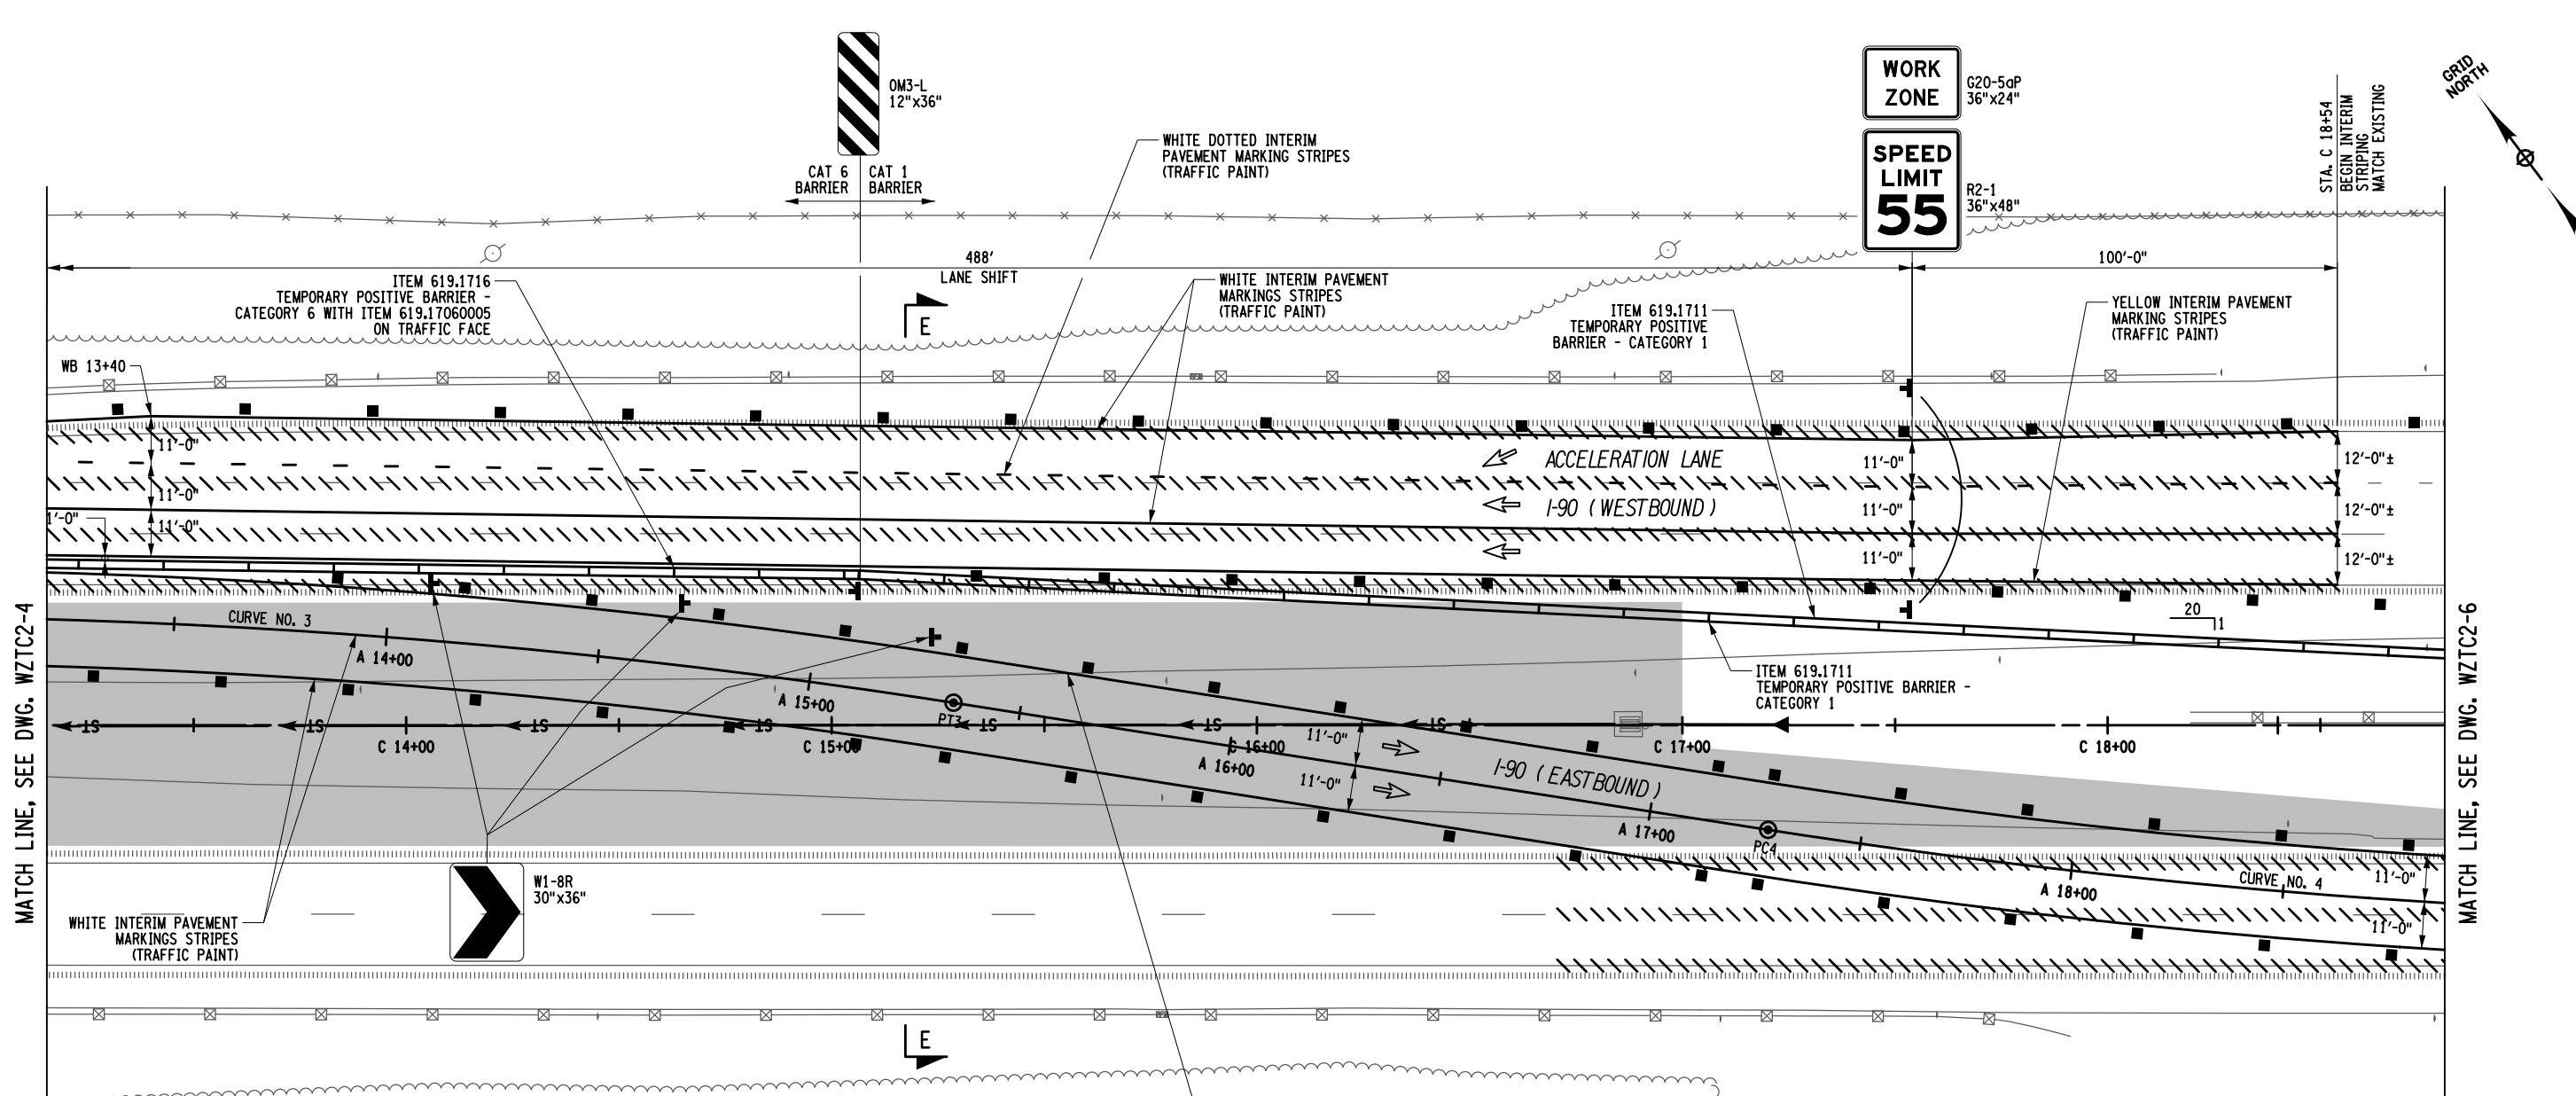 OM3-L
12"x36"
CAT 6
BARRIER
CAT 1
BARRIER
WHITE DOTTED INTERIM
PAVEMENT MARKING STRIPES
(TRAFFIC PAINT)
WORK
ZONE
G20-5aP
36"x24"
SPEED
LIMIT
55
R2-1
36"x48"
STA. C 18+54
BEGIN INTERIM
STRIPING
MATCH EXISTING
GRID
NORTH
488'
LANE SHIFT
100'-0"
ITEM 619.1716
TEMPORARY POSITIVE BARRIER -
CATEGORY 6 WITH ITEM 619.17060005
ON TRAFFIC FACE
E
WHITE INTERIM PAVEMENT
MARKINGS STRIPES
(TRAFFIC PAINT)
ITEM 619.1711
TEMPORARY POSITIVE
BARRIER - CATEGORY 1
YELLOW INTERIM PAVEMENT
MARKING STRIPES
(TRAFFIC PAINT)
WB 13+40
11'-0"
11'-0"
11'-0"
1'-0"
ACCELERATION LANE
I-90 (WESTBOUND)
11'-0"
11'-0"
11'-0"
12'-0"±
12'-0"±
12'-0"±
20
1
CURVE NO. 3
A 14+00
A 15+00
PT3
ITEM 619.1711
TEMPORARY POSITIVE BARRIER -
CATEGORY 1
ST
ST
ST
ST
ST
ST
ST
C 14+00
C 15+00
C 16+00
C 17+00
C 18+00
A 16+00
11'-0"
11'-0"
I-90 (EASTBOUND)
A 17+00
PC4
A 18+00
CURVE NO. 4
11'-0"
11'-0"
W1-8R
30"x36"
WHITE INTERIM PAVEMENT
MARKINGS STRIPES
(TRAFFIC PAINT)
E
MATCH LINE, SEE DWG. WZTC2-4
MATCH LINE, SEE DWG. WZTC2-6